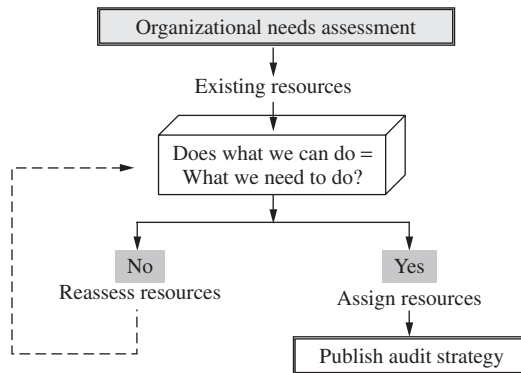 Organizational needs assessment
Existing resources
Does what we can do =
What we need to do?
No
Reassess resources
Yes
Assign resources
Publish audit strategy